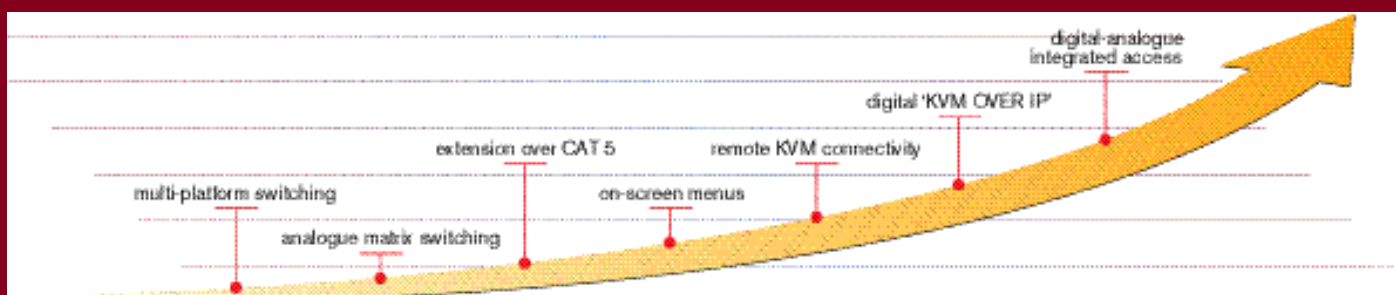 multi-platform switching
analogue matrix switching
extension over CAT 5
on-screen menus
remote KVM connectivity
digital 'KVM OVER IP'
digital-analogue
integrated access